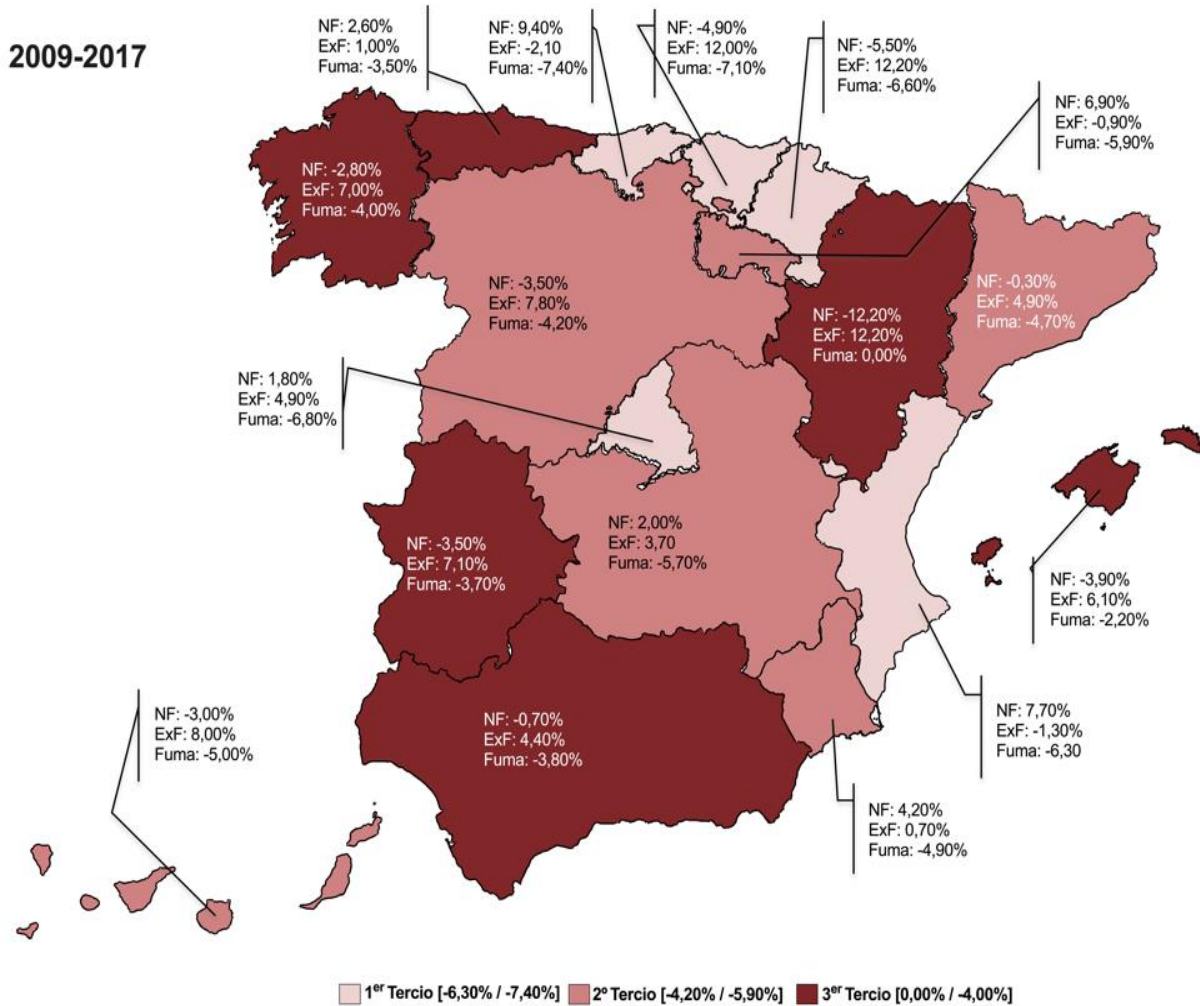 2009-2017
NF: 2,60%
ExF: 1,00%
Fuma: -3,50%
NF: 9,40%
ExF: -2,10
Fuma: -7,40%
NF: -4,90%
ExF: 12,00%
Fuma: -7,10%
NF: -5,50%
ExF: 12,20%
Fuma: -6,60%
NF: 6,90%
ExF: -0,90%
Fuma: -5,90%
NF: -2,80%
ExF: 7,00%
Fuma: -4,00%
NF: -3,50%
ExF: 7,80%
Fuma: -4,20%
NF: -12,20%
ExF: 12,20%
Fuma: 0,00%
NF: -0,30%
ExF: 4,90%
Fuma: -4,70%
NF: 1,80%
ExF: 4,90%
Fuma: -6,80%
NF: -3,50%
ExF: 7,10%
Fuma: -3,70%
NF: 2,00%
ExF: 3,70
Fuma: -5,70%
NF: -3,90%
ExF: 6,10%
Fuma: -2,20%
NF: -3,00%
ExF: 8,00%
Fuma: -5,00%
NF: -0,70%
ExF: 4,40%
Fuma: -3,80%
NF: 7,70%
ExF: -1,30%
Fuma: -6,30
NF: 4,20%
ExF: 0,70%
Fuma: -4,90%
1er Tercio [-6,30% / -7,40%] 2º Tercio [-4,20% / -5,90%] 3er Tercio [0,00% / -4,00%]